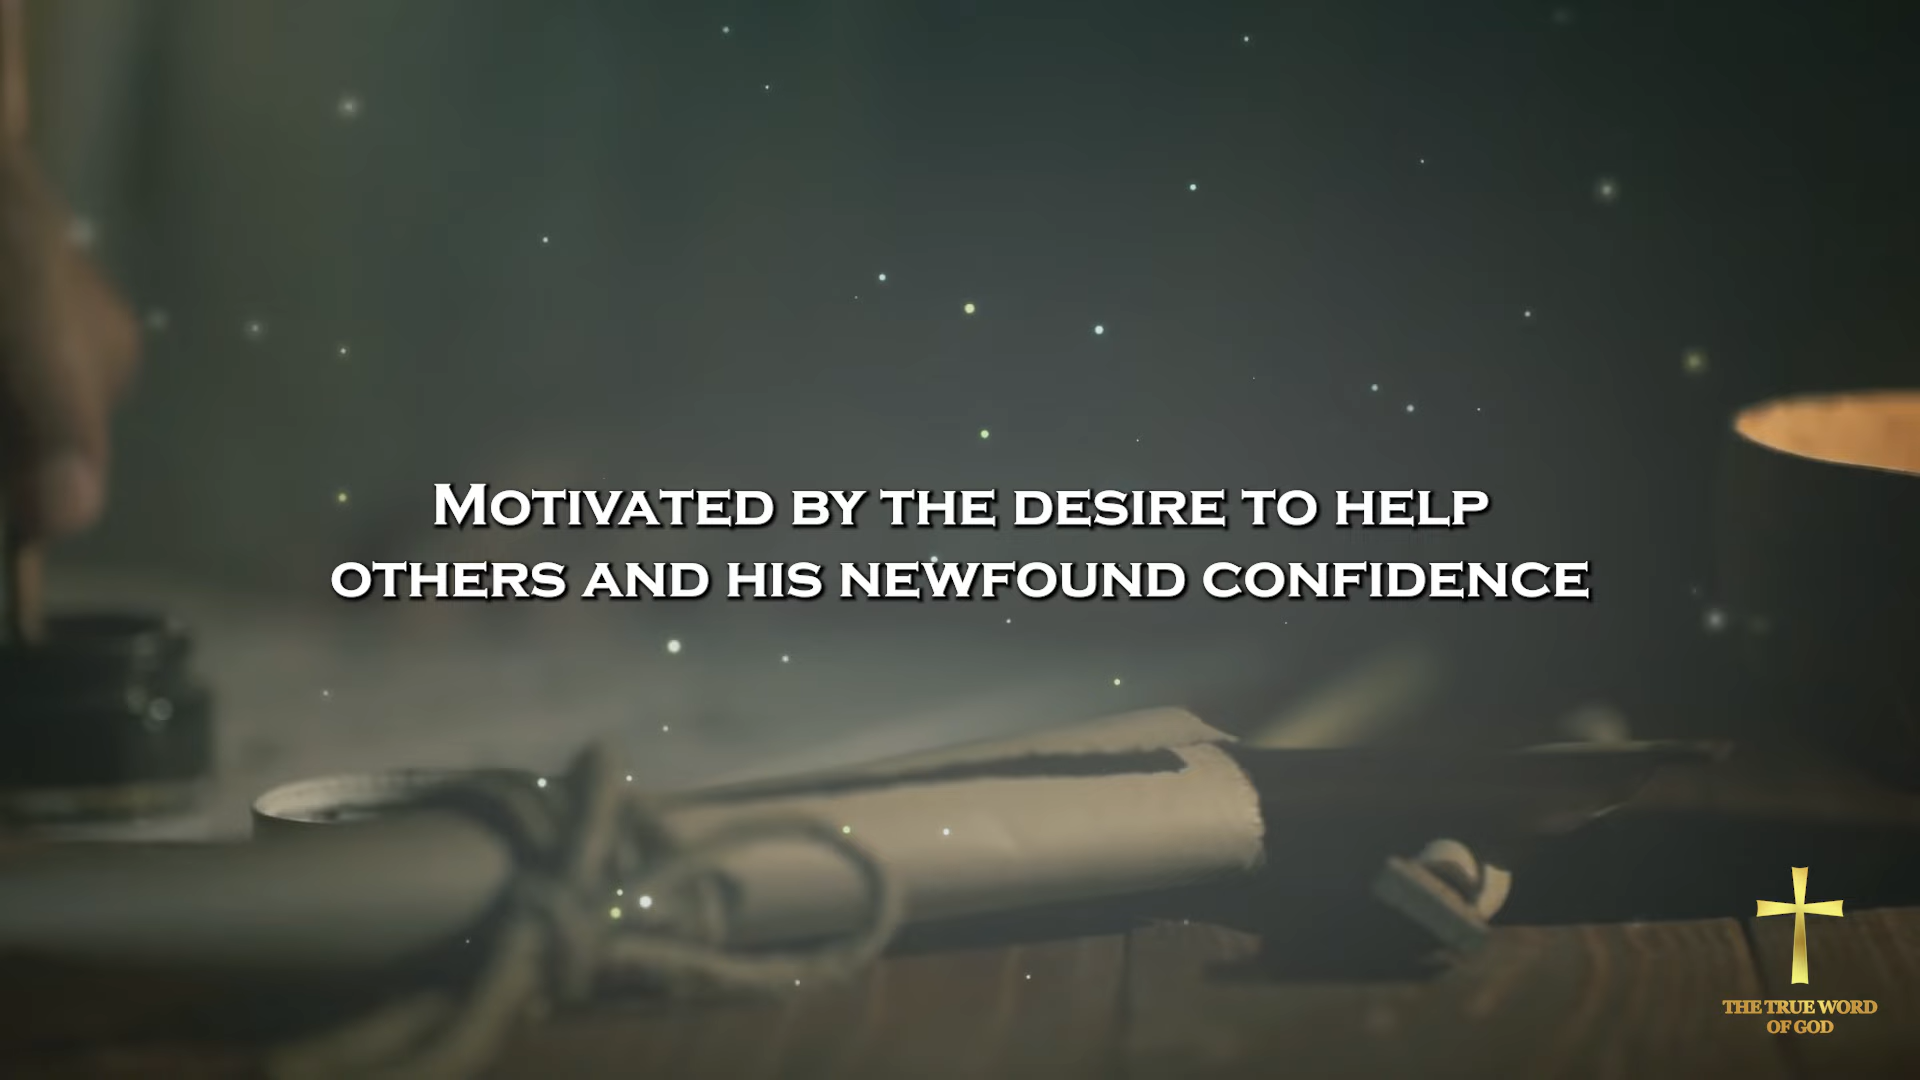 Motivated by the desire to help
others and his newfound confidence
THE TRUE WORD
OF GOD